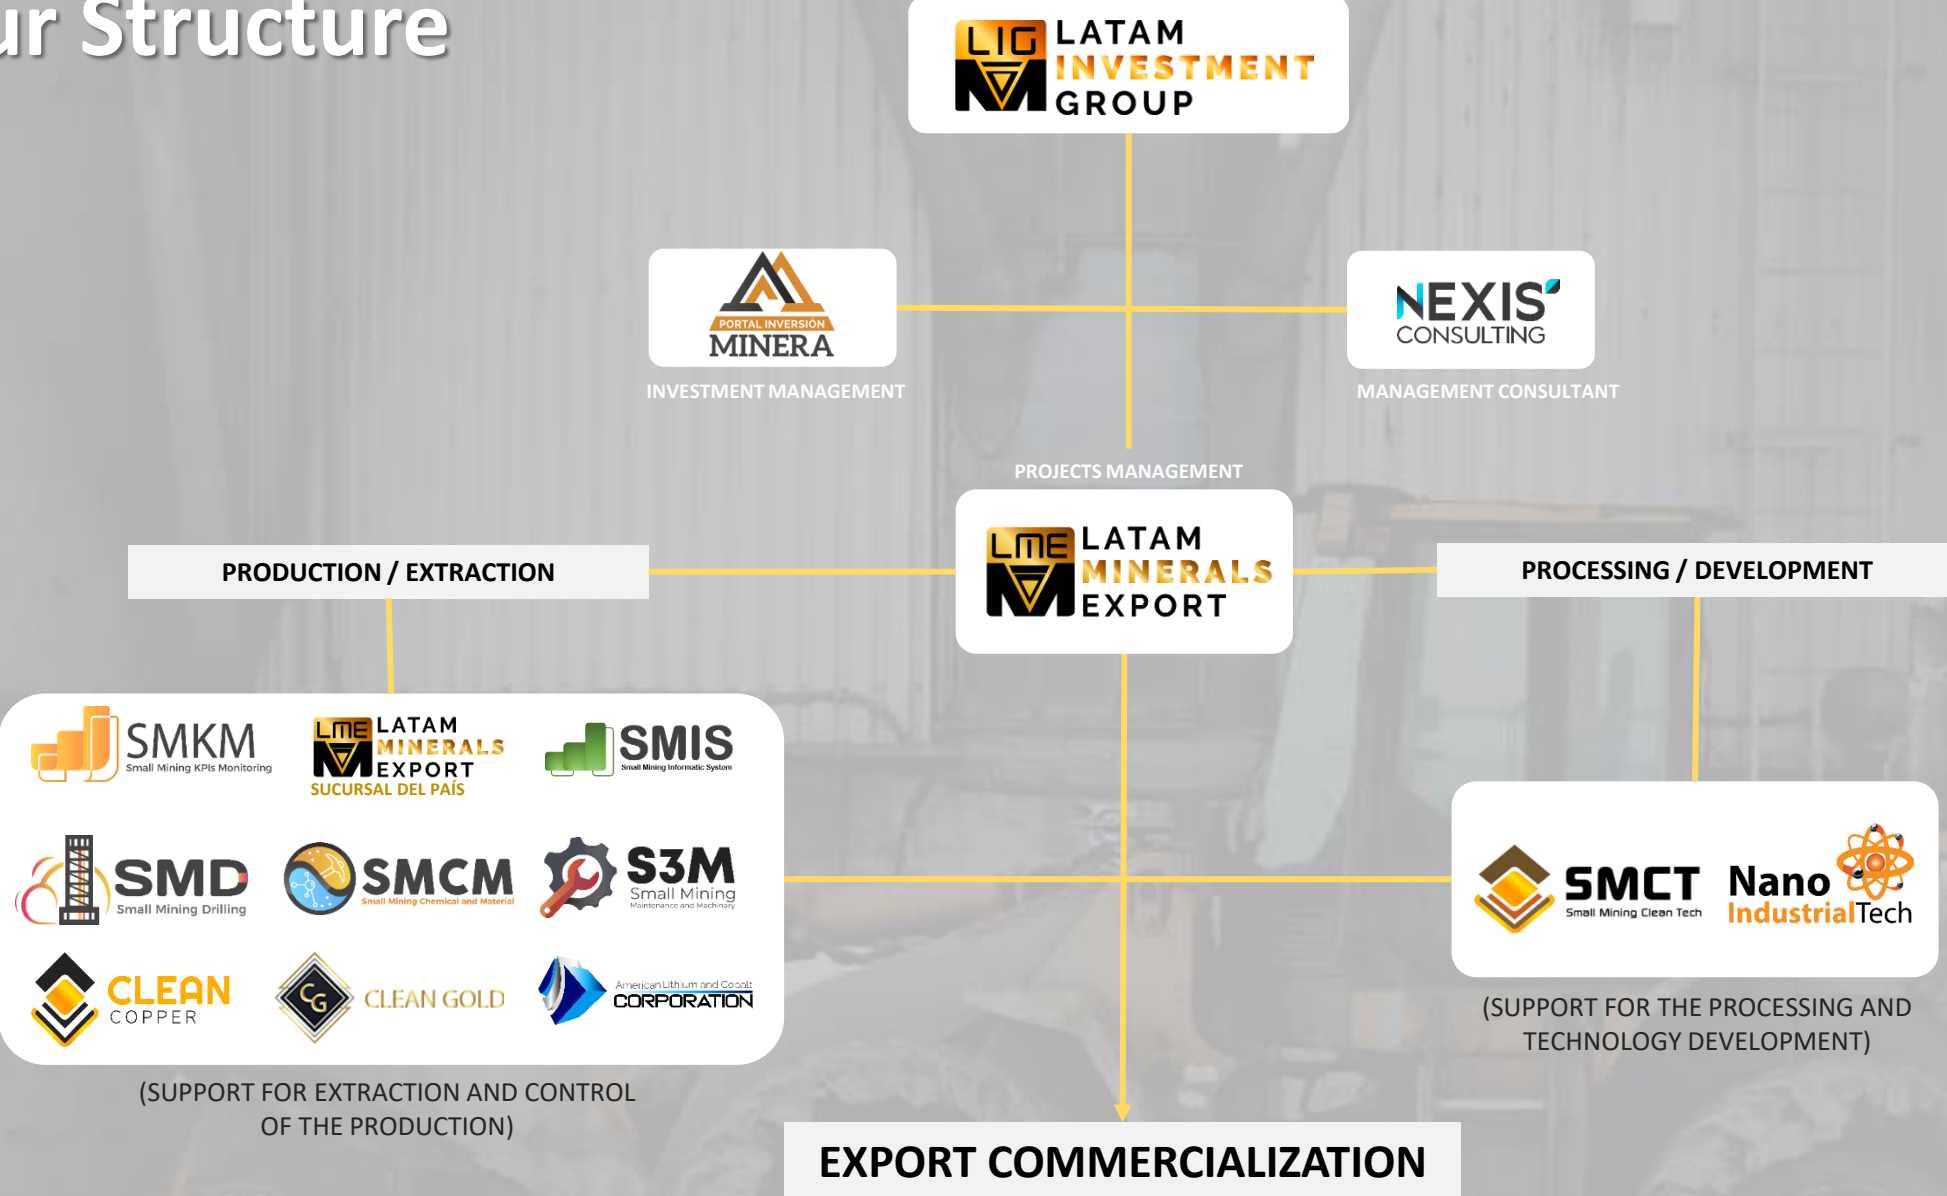 ur Structure
LIG LATAM
INVESTMENT
GROUP
PORTAL INVERSIÓN
MINERA
INVESTMENT MANAGEMENT
NEXIS
CONSULTING
MANAGEMENT CONSULTANT
PROJECTS MANAGEMENT
LME LATAM
MINERALS
EXPORT
PRODUCTION / EXTRACTION
PROCESSING / DEVELOPMENT
SMKM
Small Mining KPIs Monitoring
LME LATAM
MINERALS
EXPORT
SUCURSAL DEL PAÍS
SMIS
Small Mining Informatic System
SMD
Small Mining Drilling
SMCM
Small Mining Chemical and Material
S3M
Small Mining
Maintenance and Machinary
CLEAN
COPPER
CG CLEAN GOLD
American Lithium and Cobalt
CORPORATION
(SUPPORT FOR EXTRACTION AND CONTROL
OF THE PRODUCTION)
SMCT
Small Mining Clean Tech
Nano
IndustrialTech
(SUPPORT FOR THE PROCESSING AND
TECHNOLOGY DEVELOPMENT)
EXPORT COMMERCIALIZATION